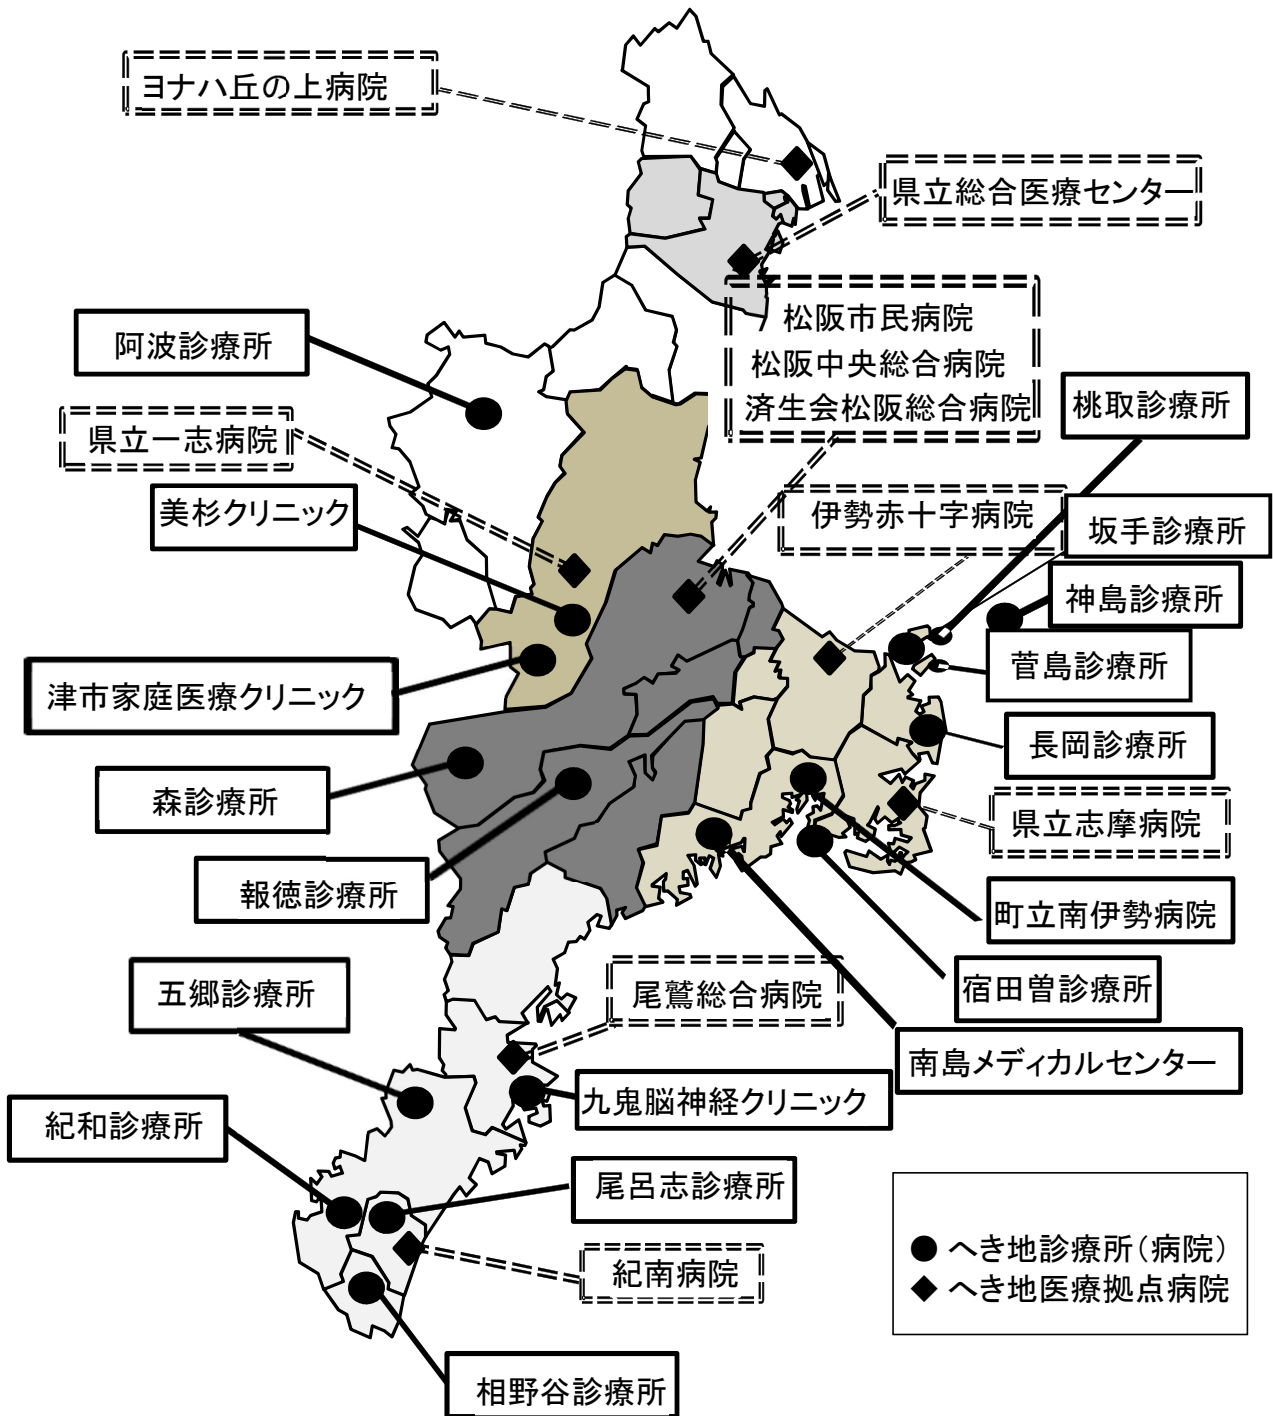 ヨナハ丘の上病院
県立総合医療センター
松阪市民病院
松阪中央総合病院
済生会松阪総合病院
阿波診療所
桃取診療所
県立一志病院
美杉クリニック
伊勢赤十字病院
坂手診療所
神島診療所
菅島診療所
津市家庭医療クリニック
長岡診療所
森診療所
県立志摩病院
報徳診療所
町立南伊勢病院
五郷診療所
尾鷲総合病院
宿田曽診療所
南島メディカルセンター
九鬼脳神経クリニック
紀和診療所
尾呂志診療所
紀南病院
●へき地診療所(病院)
◆へき地医療拠点病院
相野谷診療所